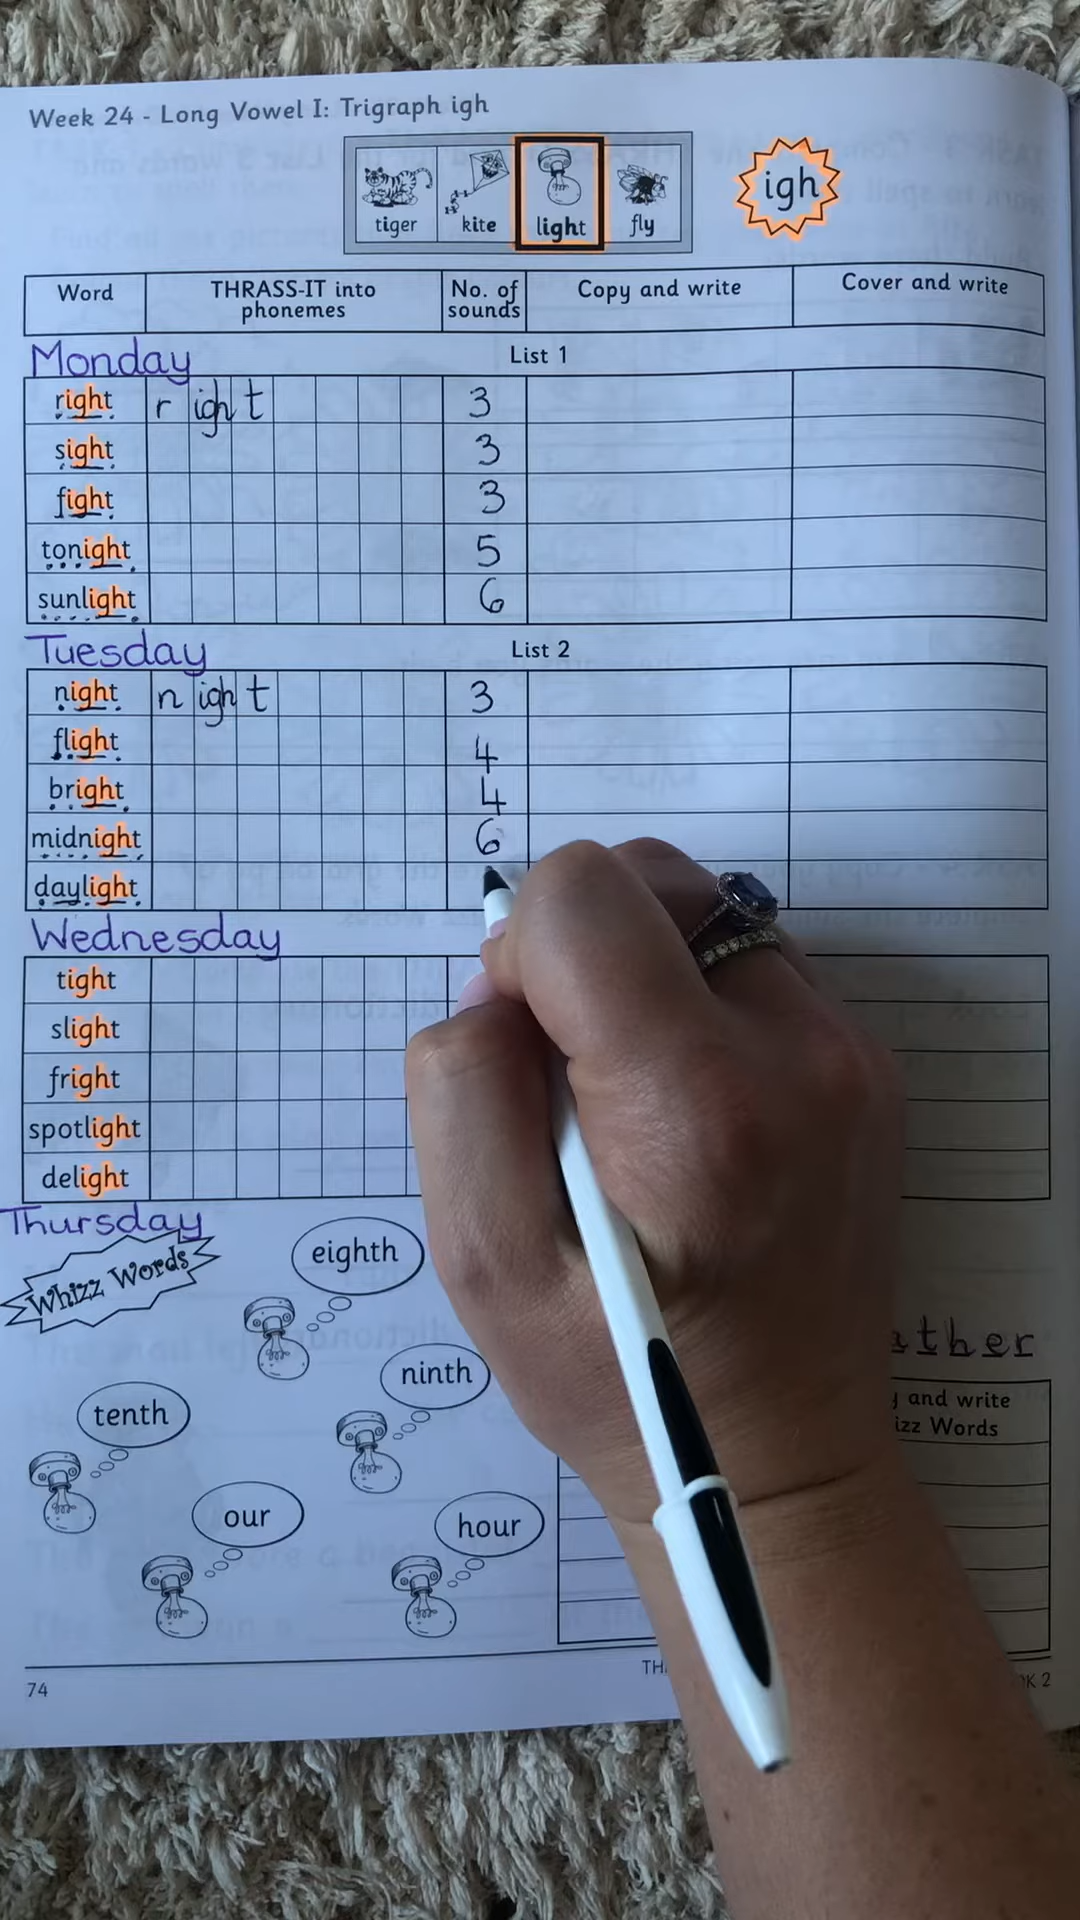 Week 24 - Long Vowel I: Trigraph igh
tiger kite light fly
igh
Word THRASS-IT into phonemes No. of sounds Copy and write Cover and write
Monday List 1
right r igh t 3
sight 3
fight 3
tonight 5
sunlight 6
Tuesday List 2
night n igh t 3
flight 4
bright 4
midnight 6
daylight
Wednesday
tight
slight
fright
spotlight
delight
Thursday
Whizz Words
eighth
ather
ninth
tenth
and write
Words
our
hour
74
2